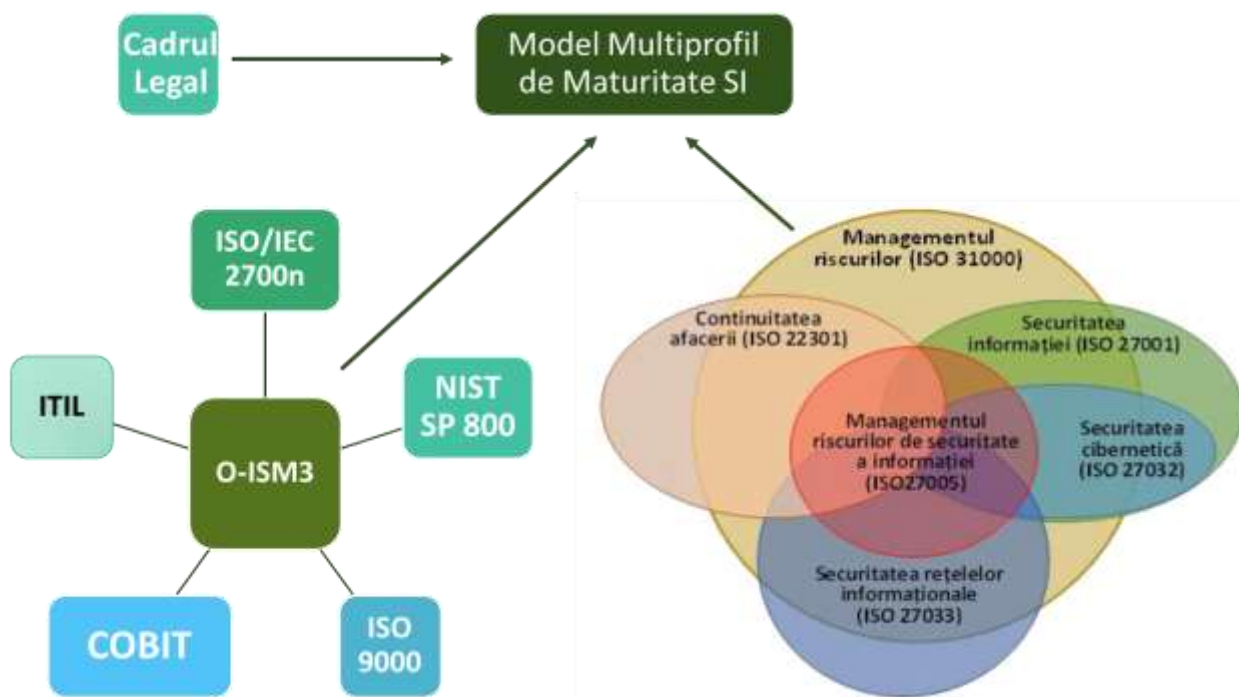 Cadrul
Legal
Model Multiprofil
de Maturitate SI
ISO/IEC
2700n
ITIL
NIST
SP 800
O-ISM3
COBIT
ISO
9000
Managementul
riscurilor (ISO 31000)
Continuitatea
afacerii (ISO 22301)
Securitatea
informației (ISO 27001)
Managementul
riscurilor de securitate
a informației
(ISO27005)
Securitatea
cibernetică
(ISO 27032)
Securitatea rețelelor
informaționale
(ISO 27033)